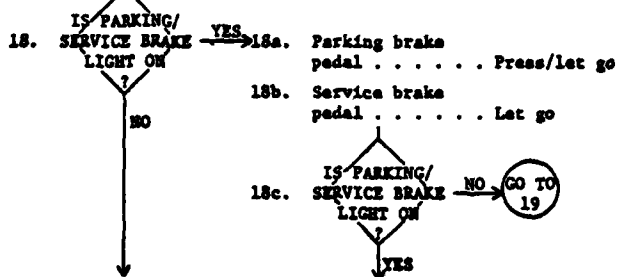 IS PARKING/
18. SERVICE BRAKE YES 18a. Parking brake
LIGHT ON pedal . . . . . . Press/let go
?
18b. Service brake
NO pedal . . . . . . Let go
IS PARKING/
18c. SERVICE BRAKE NO GO TO
LIGHT ON 19
?
YES